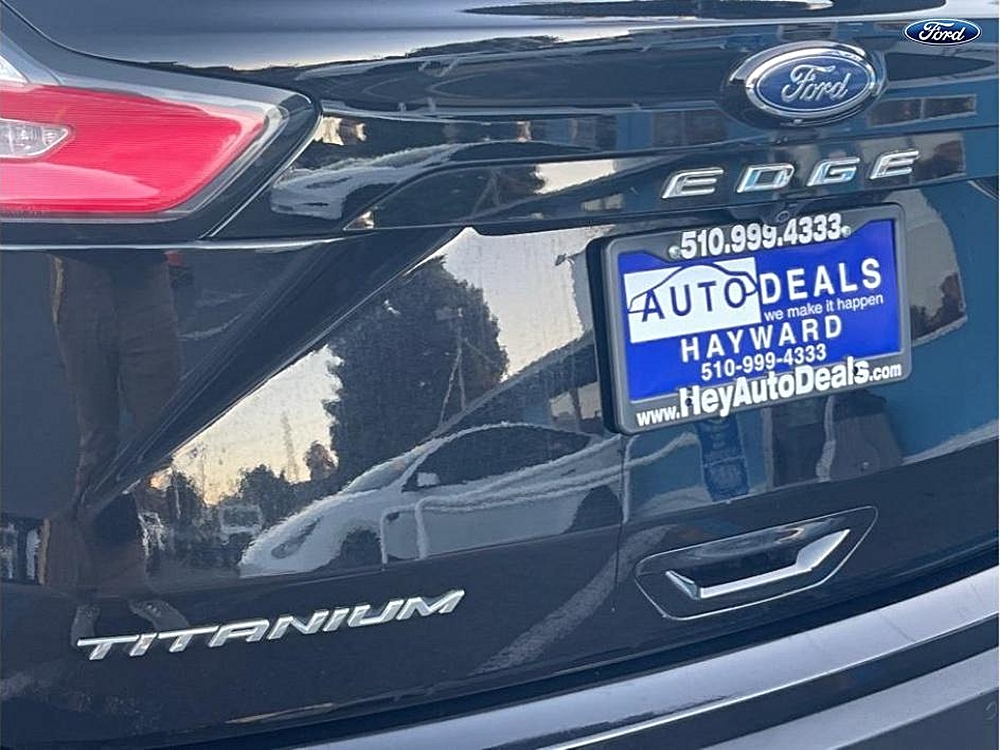 Ford
Ford
EDGE
510.999.4333
AUTO DEALS
we make it happen
HAYWARD
510-999-4333
www.HeyAutoDeals.com
TITANIUM